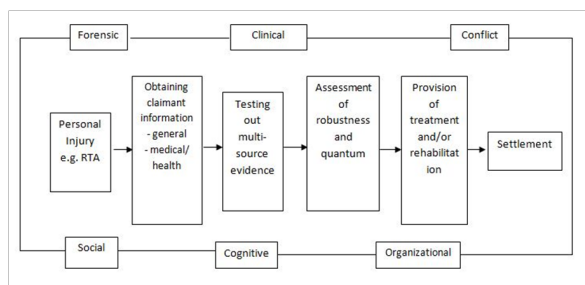 Forensic
Clinical
Conflict
Personal
Injury
e.g. RTA
Obtaining
claimant
information
- general
- medical/
health
Testing
out
multi-
source
evidence
Assessment
of
robustness
and
quantum
Provision
of
treatment
and/or
rehabilitat
ion
Settlement
Social
Cognitive
Organizational